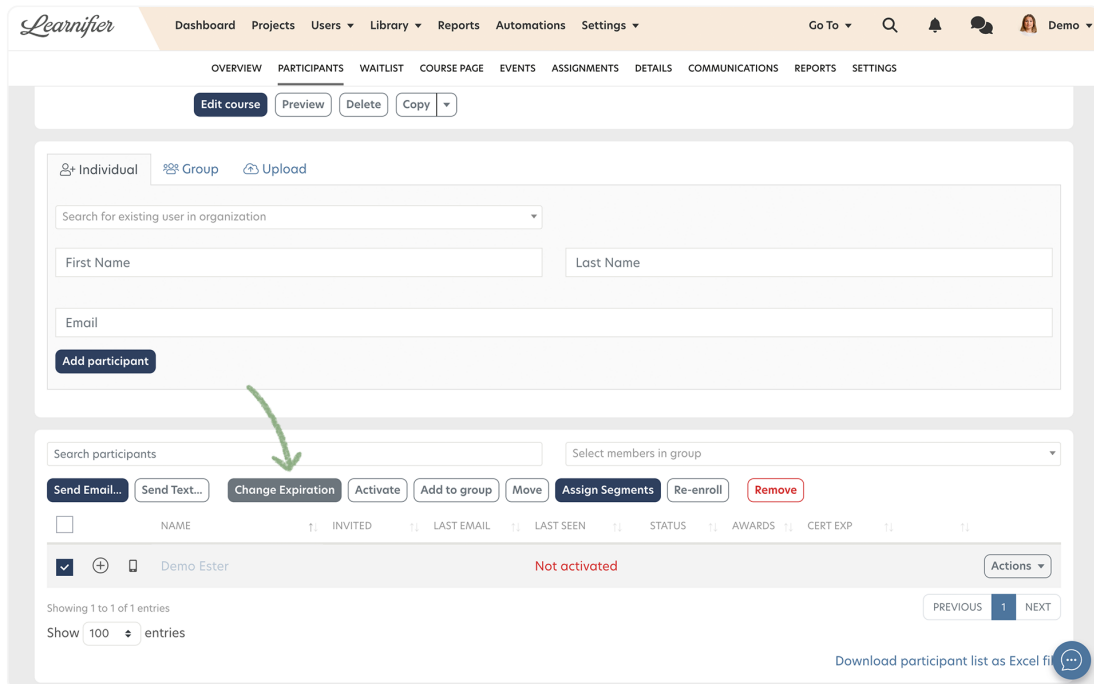 Learnifier Dashboard Projects Users Library Reports Automations Settings Go To Demo
OVERVIEW PARTICIPANTS WAITLIST COURSE PAGE EVENTS ASSIGNMENTS DETAILS COMMUNICATIONS REPORTS SETTINGS
Edit course Preview Delete Copy
Individual Group Upload
Search for existing user in organization
First Name Last Name
Email
Add participant
Search participants Select members in group
Send Email... Send Text... Change Expiration Activate Add to group Move Assign Segments Re-enroll Remove
NAME INVITED LAST EMAIL LAST SEEN STATUS AWARDS CERT EXP
Demo Ester Not activated Actions
Showing 1 to 1 of 1 entries PREVIOUS 1 NEXT
Show 100 entries
Download participant list as Excel